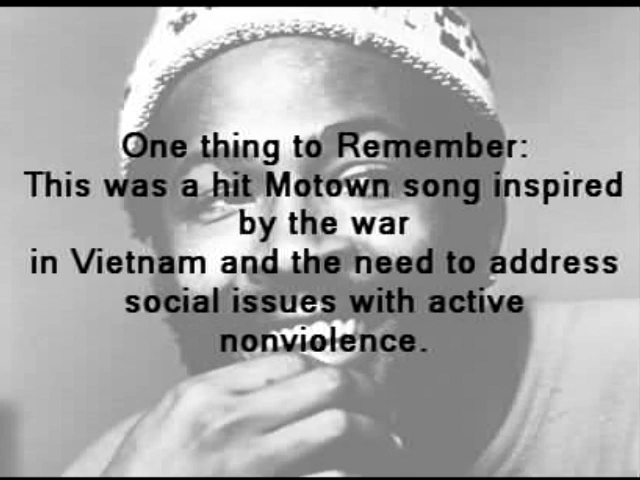 One thing to Remember:
This was a hit Motown song inspired
by the war
in Vietnam and the need to address
social issues with active
nonviolence.